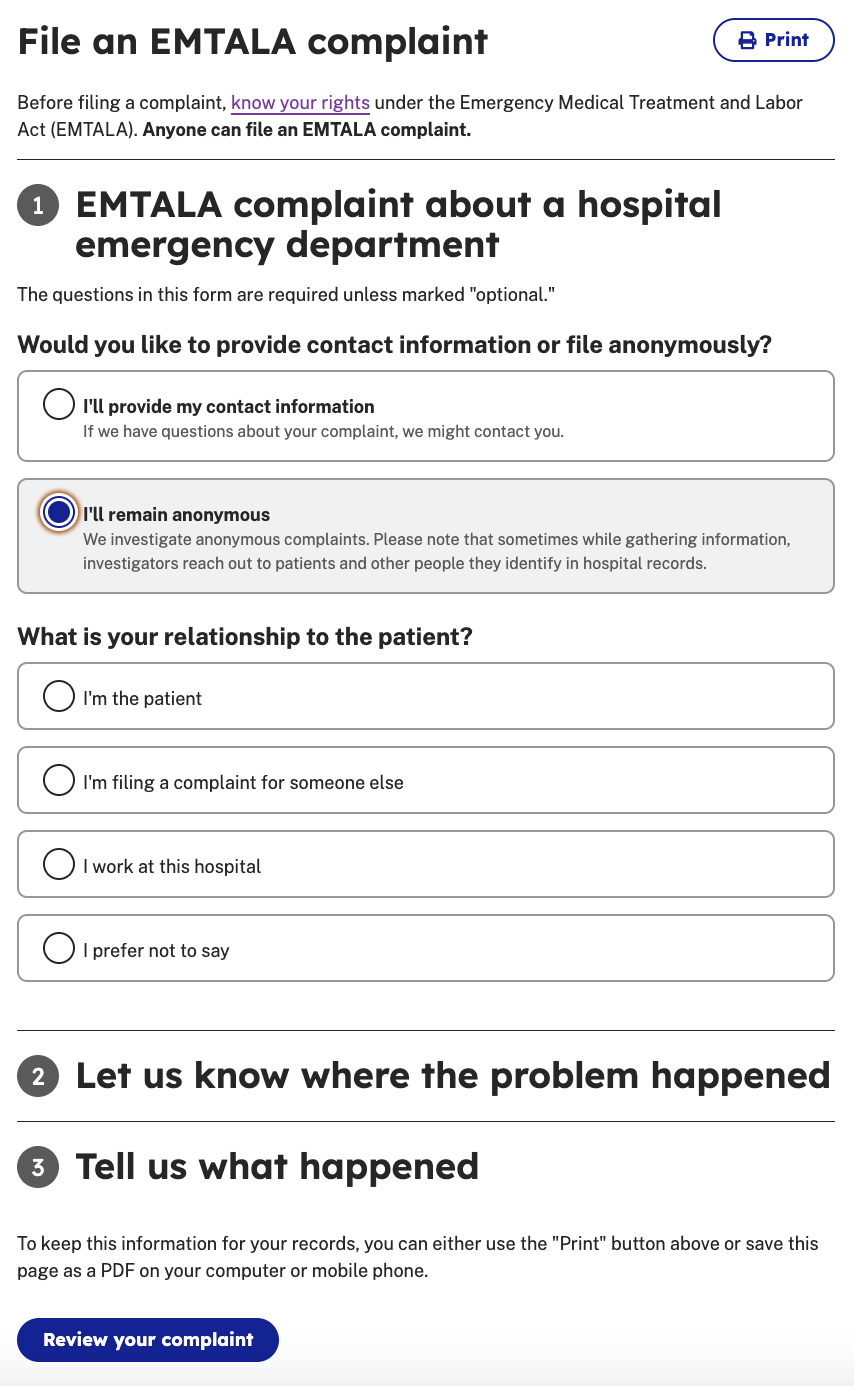 File an EMTALA complaint
Print
Before filing a complaint, know your rights under the Emergency Medical Treatment and Labor
Act (EMTALA). Anyone can file an EMTALA complaint.
1
EMTALA complaint about a hospital
emergency department
The questions in this form are required unless marked "optional."
Would you like to provide contact information or file anonymously?
I'll provide my contact information
If we have questions about your complaint, we might contact you.
I'll remain anonymous
We investigate anonymous complaints. Please note that sometimes while gathering information,
investigators reach out to patients and other people they identify in hospital records.
What is your relationship to the patient?
I'm the patient
I'm filing a complaint for someone else
I work at this hospital
I prefer not to say
2
Let us know where the problem happened
3
Tell us what happened
To keep this information for your records, you can either use the "Print" button above or save this
page as a PDF on your computer or mobile phone.
Review your complaint